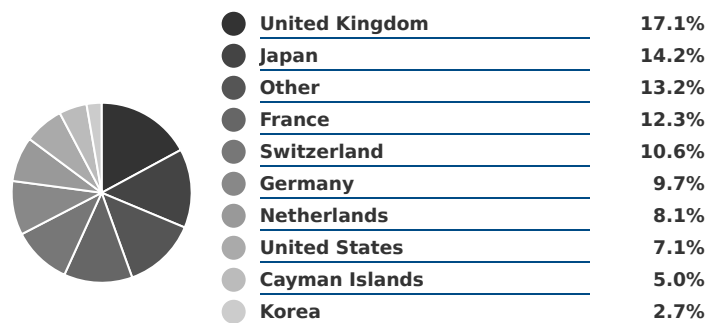 United Kingdom 17.1%
Japan 14.2%
Other 13.2%
France 12.3%
Switzerland 10.6%
Germany 9.7%
Netherlands 8.1%
United States 7.1%
Cayman Islands 5.0%
Korea 2.7%